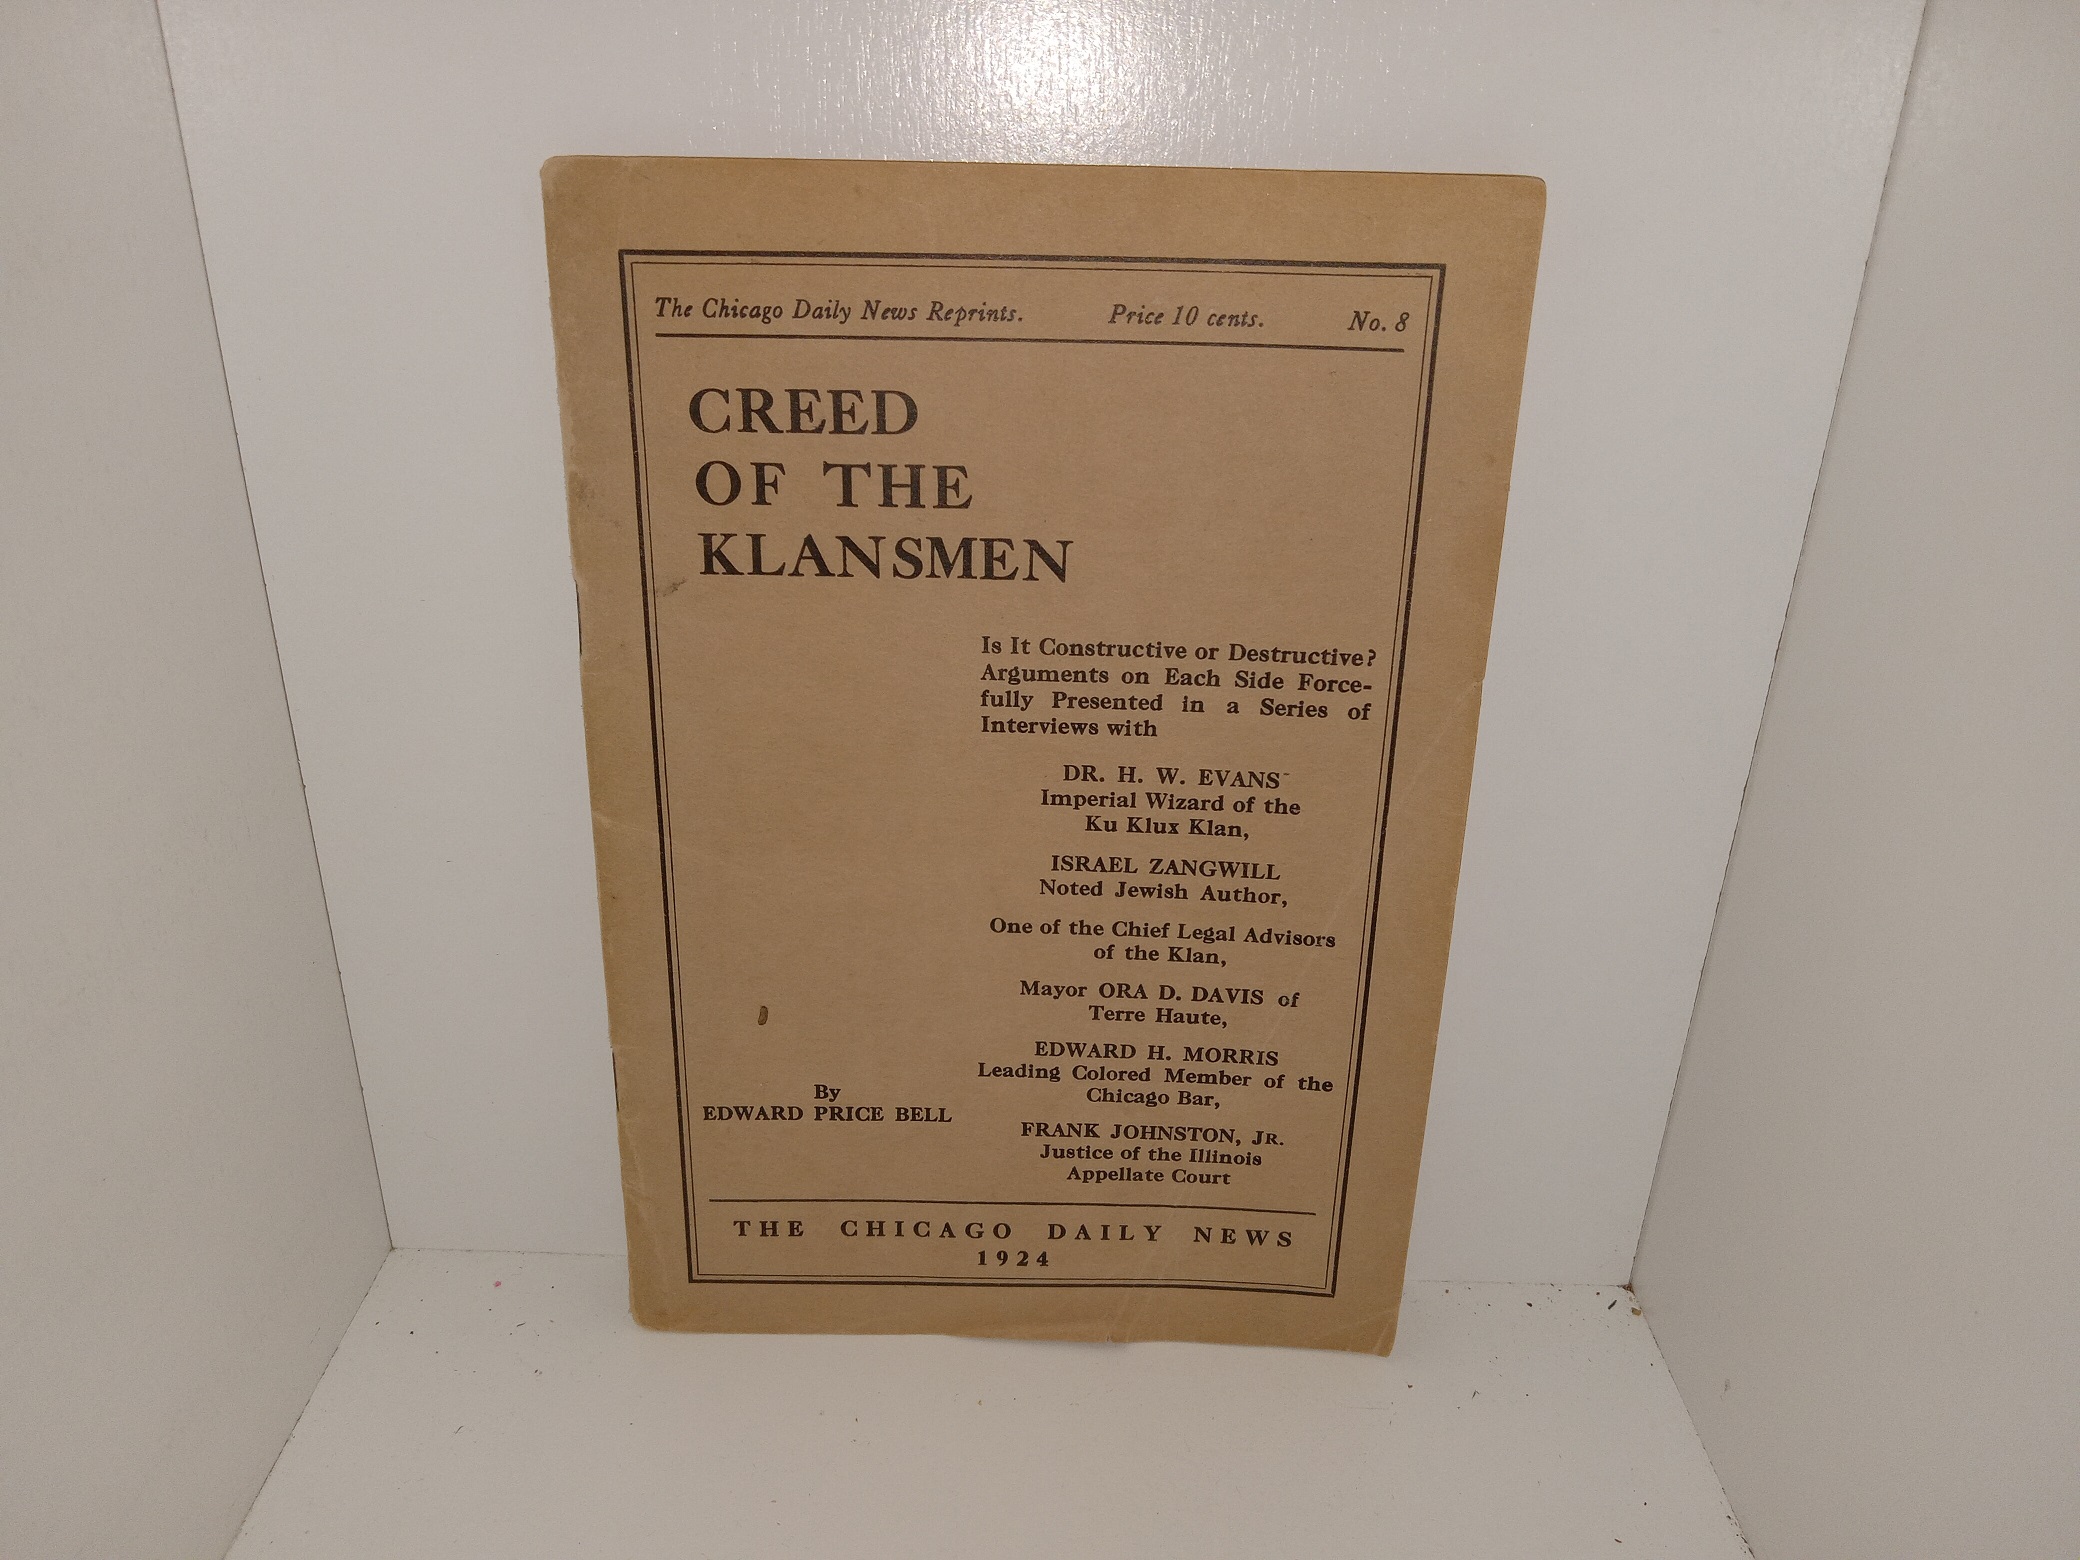 The Chicago Daily News Reprints. Price 10 cents. No. 8
CREED
OF THE
KLANSMEN
Is It Constructive or Destructive?
Arguments on Each Side Force-
fully Presented in a Series of
Interviews with
DR. H. W. EVANS
Imperial Wizard of the
Ku Klux Klan,
ISRAEL ZANGWILL
Noted Jewish Author,
One of the Chief Legal Advisors
of the Klan,
Mayor ORA D. DAVIS of
Terre Haute,
EDWARD H. MORRIS
Leading Colored Member of the
Chicago Bar,
FRANK JOHNSTON, JR.
Justice of the Illinois
Appellate Court
By
EDWARD PRICE BELL
THE CHICAGO DAILY NEWS
1924